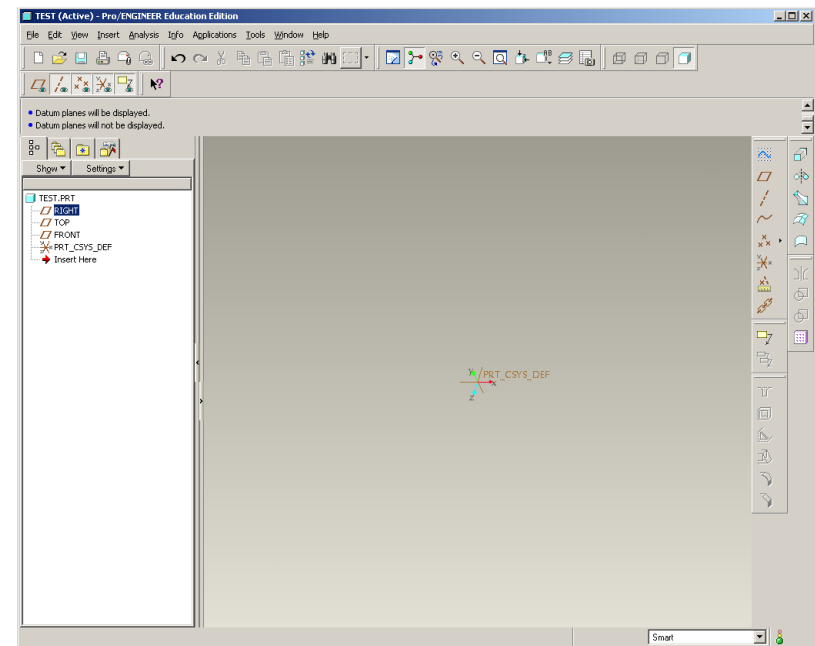 TEST (Active) - Pro/ENGINEER Education Edition
File Edit View Insert Analysis Info Applications Tools Window Help
• Datum planes will be displayed.
• Datum planes will not be displayed.
Show Settings
TEST.PRT
RIGHT
TOP
FRONT
PRT_CSYS_DEF
Insert Here
Y PRT_CSYS_DEF
X
Z
Smart